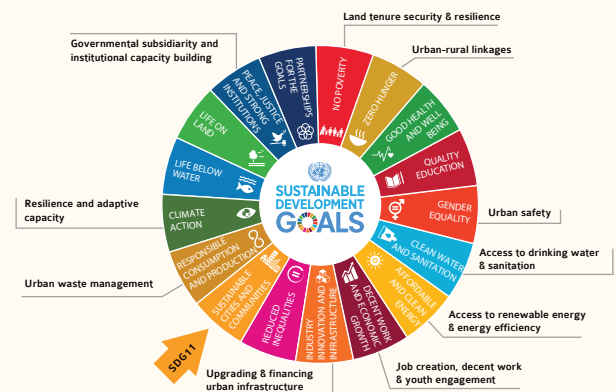 Land tenure security & resilience
Governmental subsidiarity and
institutional capacity building
Urban-rural linkages
PARTNERSHIPS
FOR THE
GOALS
NO POVERTY
ZERO HUNGER
PEACE, JUSTICE
AND STRONG
INSTITUTIONS
GOOD HEALTH
AND WELL
BEING
LIFE ON
LAND
QUALITY
EDUCATION
LIFE BELOW
WATER
SUSTAINABLE
DEVELOPMENT
GOALS
GENDER
EQUALITY
Resilience and adaptive
capacity
CLIMATE
ACTION
Urban safety
CLEAN WATER
AND SANITATION
Access to drinking water
& sanitation
RESPONSIBLE
CONSUMPTION
AND PRODUCTION
Urban waste management
AFFORDABLE
AND CLEAN
ENERGY
SUSTAINABLE
CITIES AND
COMMUNITIES
REDUCED
INEQUALITIES
INDUSTRY
INNOVATION AND
INFRASTRUCTURE
DECENT WORK
AND ECONOMIC
GROWTH
Access to renewable energy
& energy efficiency
SDG11
Upgrading & financing
urban infrastructure
Job creation, decent work
& youth engagement